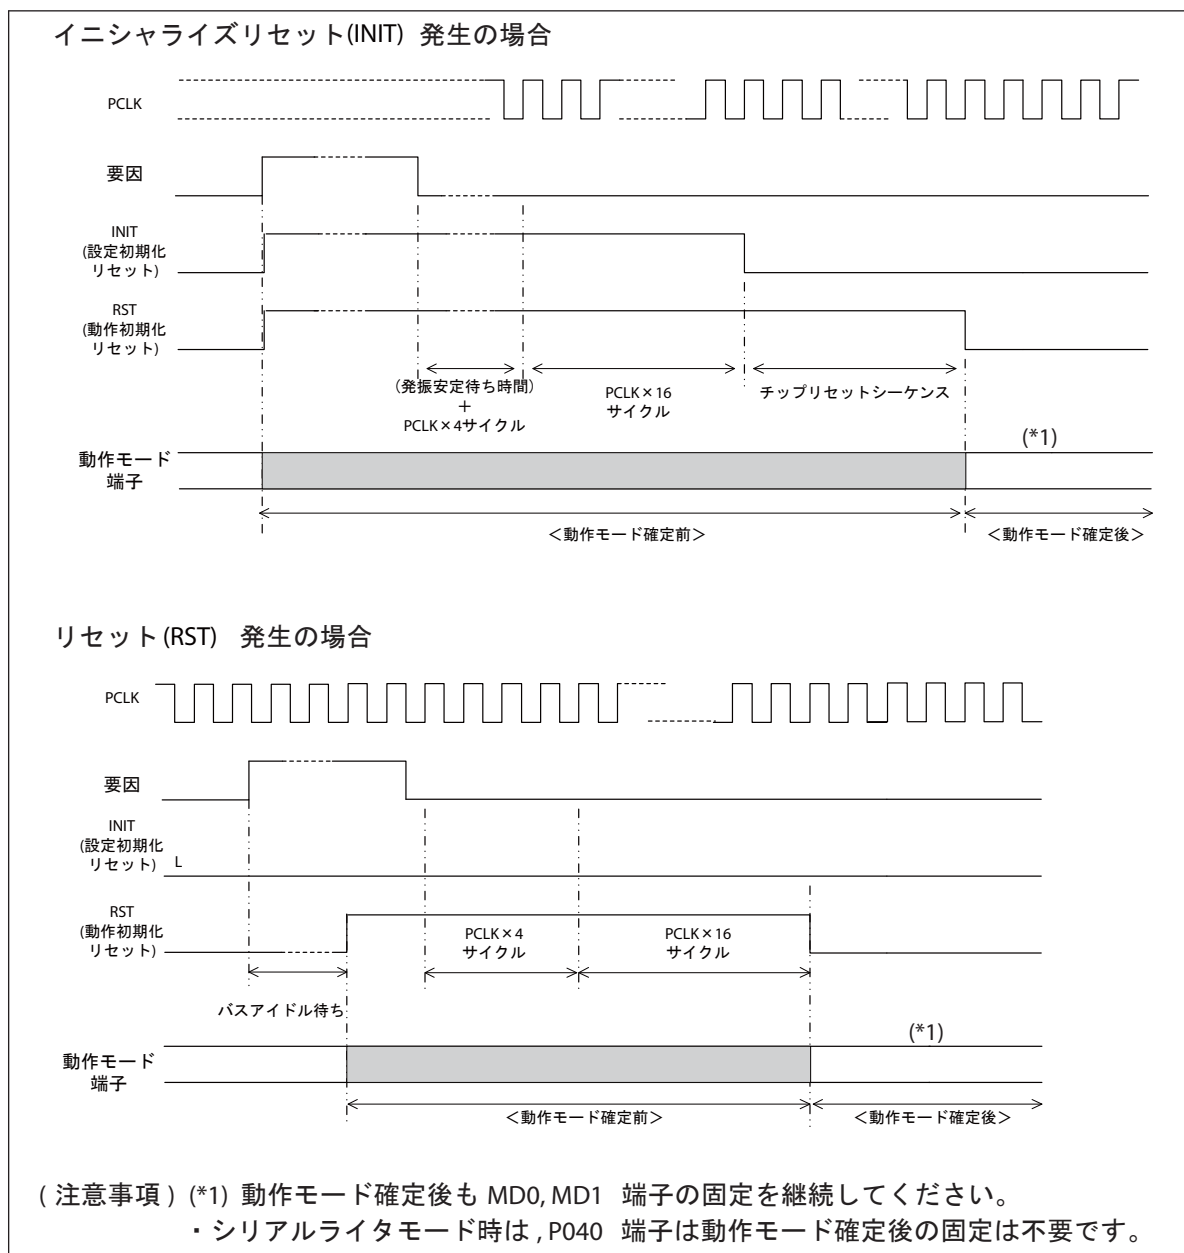 イニシャライズリセット(INIT) 発生の場合
PCLK
要因
INIT
(設定初期化
リセット)
RST
(動作初期化
リセット)
(発振安定待ち時間)
+
PCLK×4サイクル
PCLK×16
サイクル
チップリセットシーケンス
(*1)
動作モード
端子
<動作モード確定前>
<動作モード確定後>
リセット(RST) 発生の場合
PCLK
要因
INIT
(設定初期化
リセット) L
RST
(動作初期化
リセット)
PCLK×4
サイクル
PCLK×16
サイクル
バスアイドル待ち
(*1)
動作モード
端子
<動作モード確定前>
<動作モード確定後>
(注意事項) (*1) 動作モード確定後も MD0, MD1 端子の固定を継続してください。
・シリアルライタモード時は, P040 端子は動作モード確定後の固定は不要です。